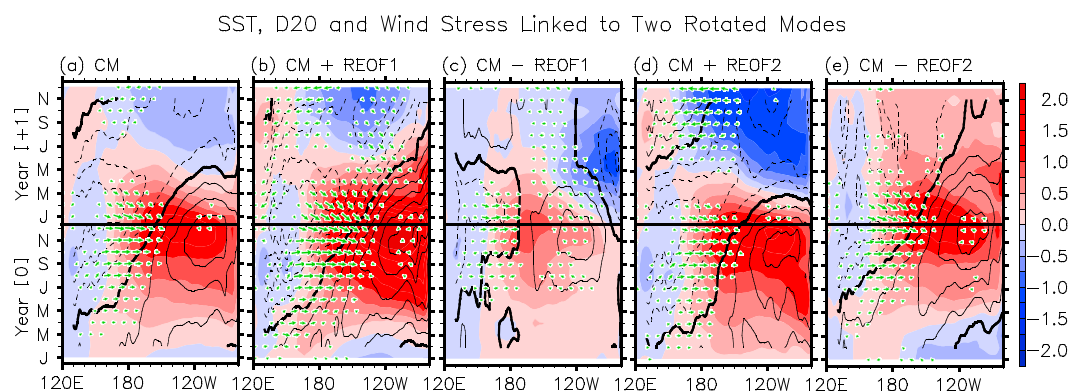 SST, D20 and Wind Stress Linked to Two Rotated Modes
(a) CM
(b) CM + REOF1
(c) CM − REOF1
(d) CM + REOF2
(e) CM − REOF2
Year [+1]
N
S
J
M
M
J
Year [0]
N
S
J
M
M
J
120E 180 120W
120E 180 120W
120E 180 120W
120E 180 120W
120E 180 120W
2.0
1.5
1.0
0.5
0.0
−0.5
−1.0
−1.5
−2.0